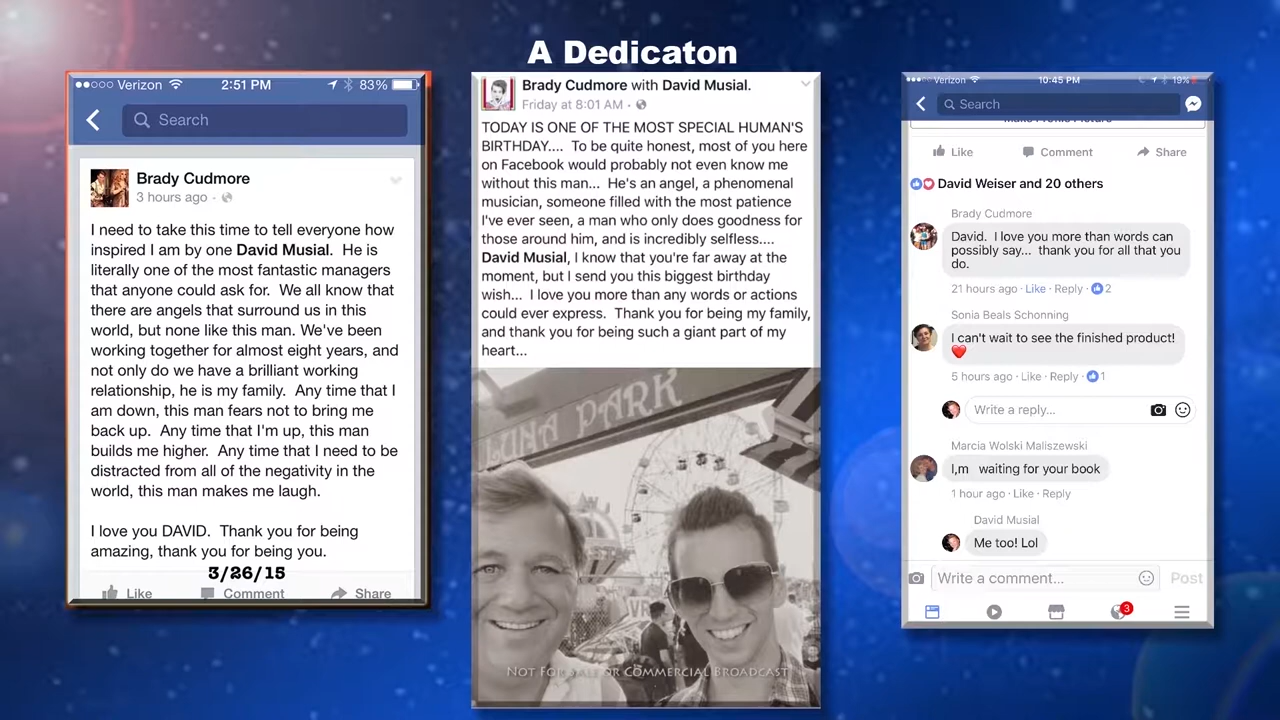 A Dedicaton
Verizon 2:51 PM 83%
Search
Brady Cudmore
3 hours ago ·
I need to take this time to tell everyone how
inspired I am by one David Musial. He is
literally one of the most fantastic managers
that anyone could ask for. We all know that
there are angels that surround us in this
world, but none like this man. We've been
working together for almost eight years, and
not only do we have a brilliant working
relationship, he is my family. Any time that I
am down, this man fears not to bring me
back up. Any time that I'm up, this man
builds me higher. Any time that I need to be
distracted from all of the negativity in the
world, this man makes me laugh.
I love you DAVID. Thank you for being
amazing, thank you for being you.
3/26/15
Like Comment Share
Brady Cudmore with David Musial.
Friday at 8:01 AM ·
TODAY IS ONE OF THE MOST SPECIAL HUMAN'S
BIRTHDAY.... To be quite honest, most of you here
on Facebook would probably not even know me
without this man... He's an angel, a phenomenal
musician, someone filled with the most patience
I've ever seen, a man who only does goodness for
those around him, and is incredibly selfless....
David Musial, I know that you're far away at the
moment, but I send you this biggest birthday
wish... I love you more than any words or actions
could ever express. Thank you for being my family,
and thank you for being such a giant part of my
heart...
LUNA PARK
NOT FOR SALE OR COMMERCIAL BROADCAST
Verizon 10:45 PM 19%
Search
Make Profile Picture
Like Comment Share
David Weiser and 20 others
Brady Cudmore
David. I love you more than words can
possibly say... thank you for all that you
do.
21 hours ago · Like · Reply · 2
Sonia Beals Schonning
I can't wait to see the finished product!
❤️
5 hours ago · Like · Reply · 1
Write a reply...
Marcia Wolski Maliszewski
I,m waiting for your book
1 hour ago · Like · Reply
David Musial
Me too! Lol
Write a comment... Post
3